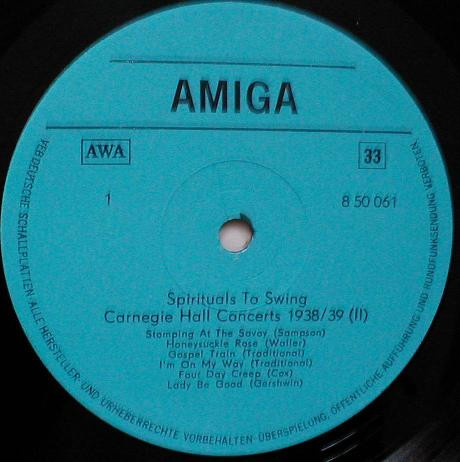 AMIGA
AWA
33
1
8 50 061
Spirituals To Swing
Carnegie Hall Concerts 1938/39 (II)
Stomping At The Savoy (Sampson)
Honeysuckle Rose (Waller)
Gospel Train (Traditional)
I'm On My Way (Traditional)
Four Day Creep (Cox)
Lady Be Good (Gershwin)
VEB DEUTSCHE SCHALLPLATTEN ALLE HERSTELLER- UND URHEBERRECHTE VORBEHALTEN · ÜBERSPIELUNG, ÖFFENTLICHE AUFFÜHRUNG UND RUNDFUNKSENDUNG VERBOTEN